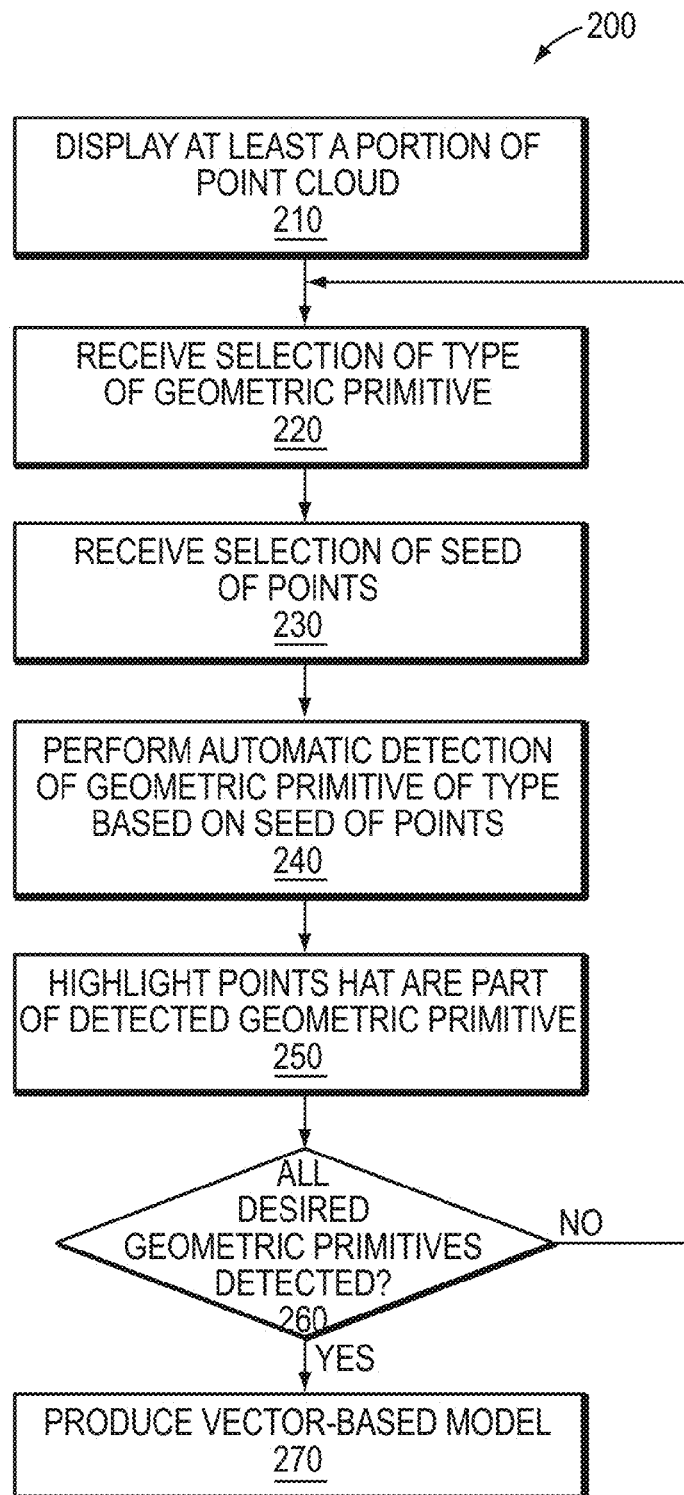 200
DISPLAY AT LEAST A PORTION OF
POINT CLOUD
210
RECEIVE SELECTION OF TYPE
OF GEOMETRIC PRIMITIVE
220
RECEIVE SELECTION OF SEED
OF POINTS
230
PERFORM AUTOMATIC DETECTION
OF GEOMETRIC PRIMITIVE OF TYPE
BASED ON SEED OF POINTS
240
HIGHLIGHT POINTS HAT ARE PART
OF DETECTED GEOMETRIC PRIMITIVE
250
ALL
DESIRED
GEOMETRIC PRIMITIVES
DETECTED?
260
NO
YES
PRODUCE VECTOR-BASED MODEL
270